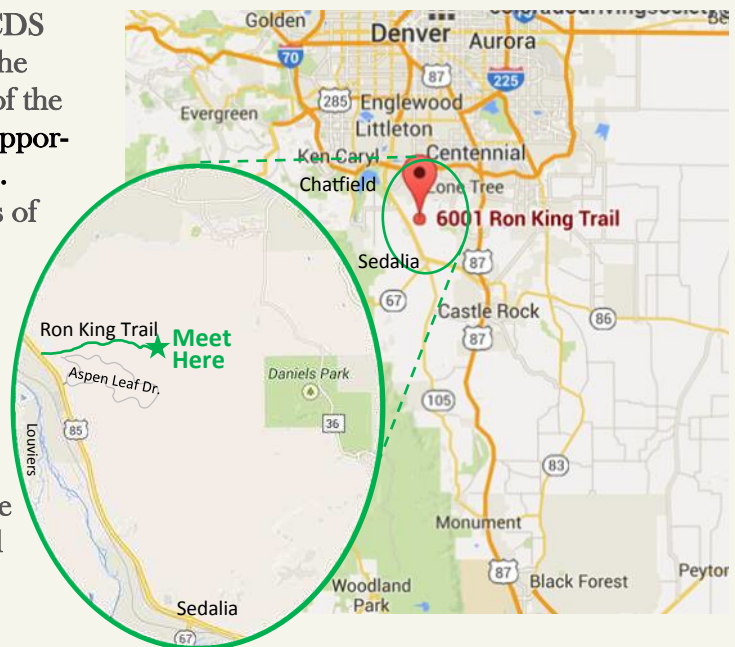 CDS
he
of the
ppor-
.
s of
e
Golden
Denver
Aurora
70
87
225
285
Englewood
Evergreen
Littleton
Ken Caryl
Centennial
Chatfield
Lone Tree
6001 Ron King Trail
Sedalia
87
67
Castle Rock
86
87
105
83
Monument
87
Black Forest
Peyton
Woodland
Park
Ron King Trail
Meet
Here
Aspen Leaf Dr.
Daniels Park
36
85
Louviers
Sedalia
67